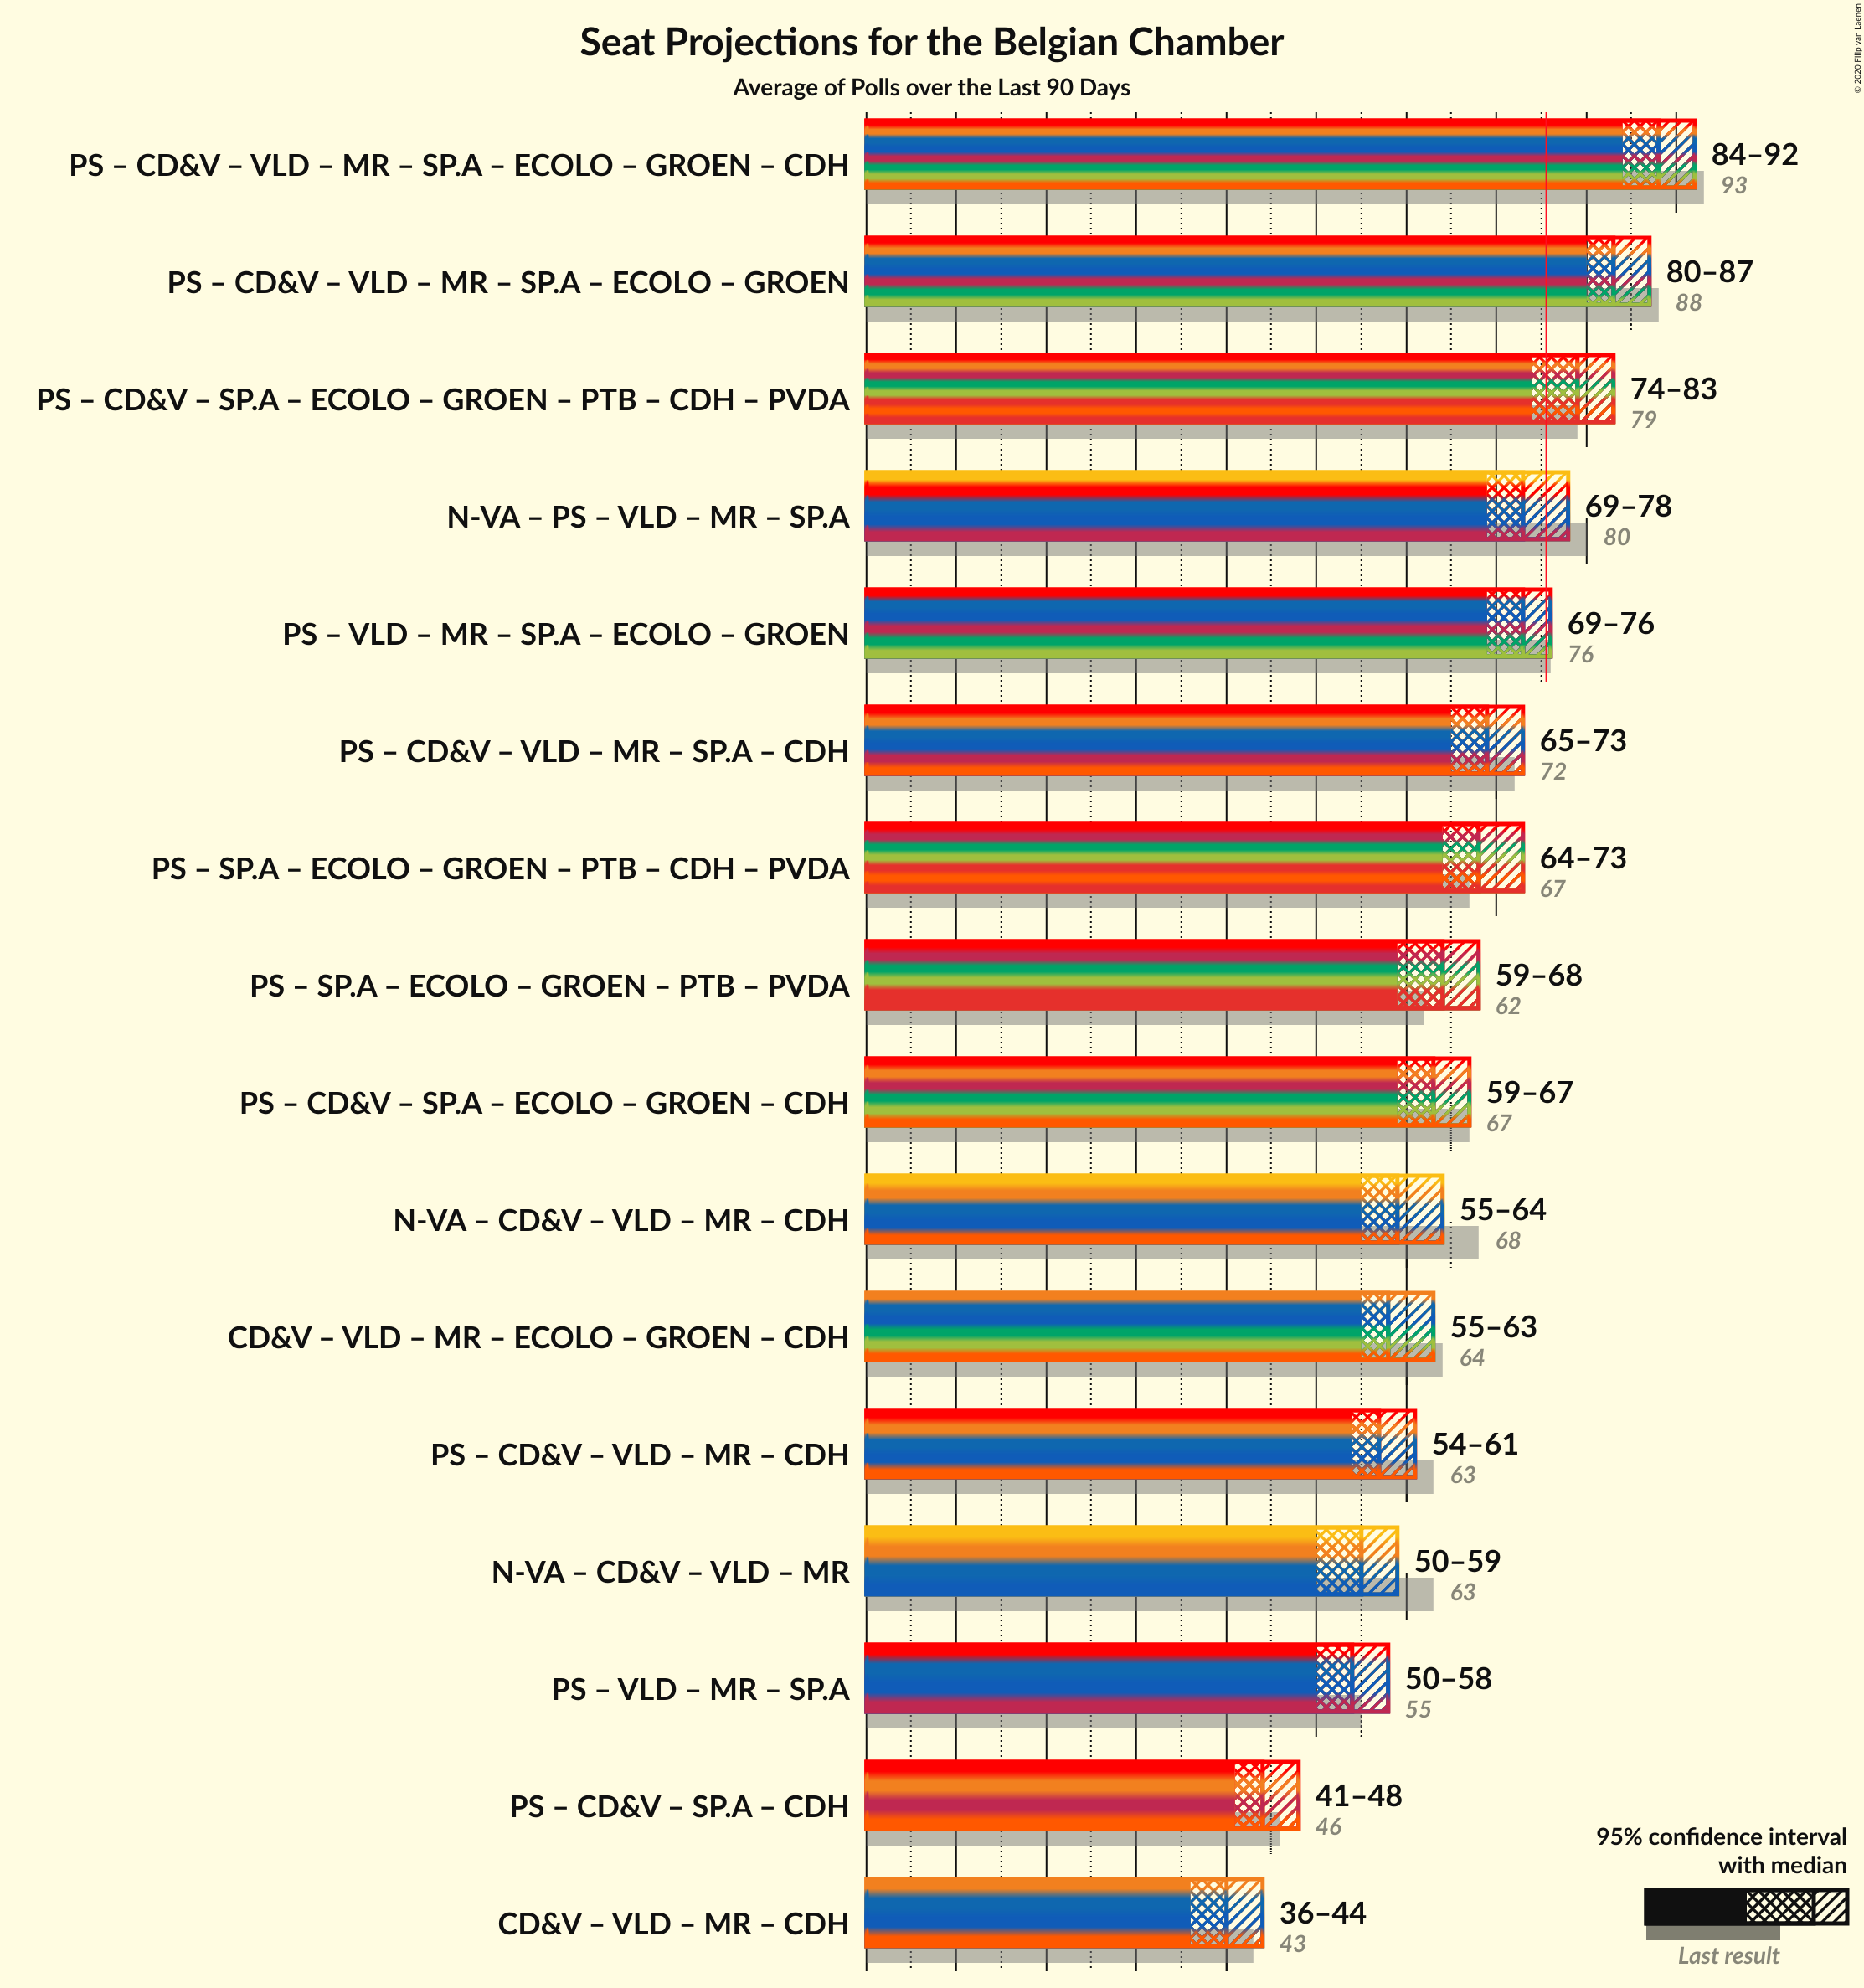 Seat Projections for the Belgian Chamber
Average of Polls over the Last 90 Days
© 2020 Filip van Laenen
PS – CD&V – VLD – MR – SP.A – ECOLO – GROEN – CDH
84–92
93
PS – CD&V – VLD – MR – SP.A – ECOLO – GROEN
80–87
88
PS – CD&V – SP.A – ECOLO – GROEN – PTB – CDH – PVDA
74–83
79
N-VA – PS – VLD – MR – SP.A
69–78
80
PS – VLD – MR – SP.A – ECOLO – GROEN
69–76
76
PS – CD&V – VLD – MR – SP.A – CDH
65–73
72
PS – SP.A – ECOLO – GROEN – PTB – CDH – PVDA
64–73
67
PS – SP.A – ECOLO – GROEN – PTB – PVDA
59–68
62
PS – CD&V – SP.A – ECOLO – GROEN – CDH
59–67
67
N-VA – CD&V – VLD – MR – CDH
55–64
68
CD&V – VLD – MR – ECOLO – GROEN – CDH
55–63
64
PS – CD&V – VLD – MR – CDH
54–61
63
N-VA – CD&V – VLD – MR
50–59
63
PS – VLD – MR – SP.A
50–58
55
PS – CD&V – SP.A – CDH
41–48
46
CD&V – VLD – MR – CDH
36–44
43
95% confidence interval
with median
Last result